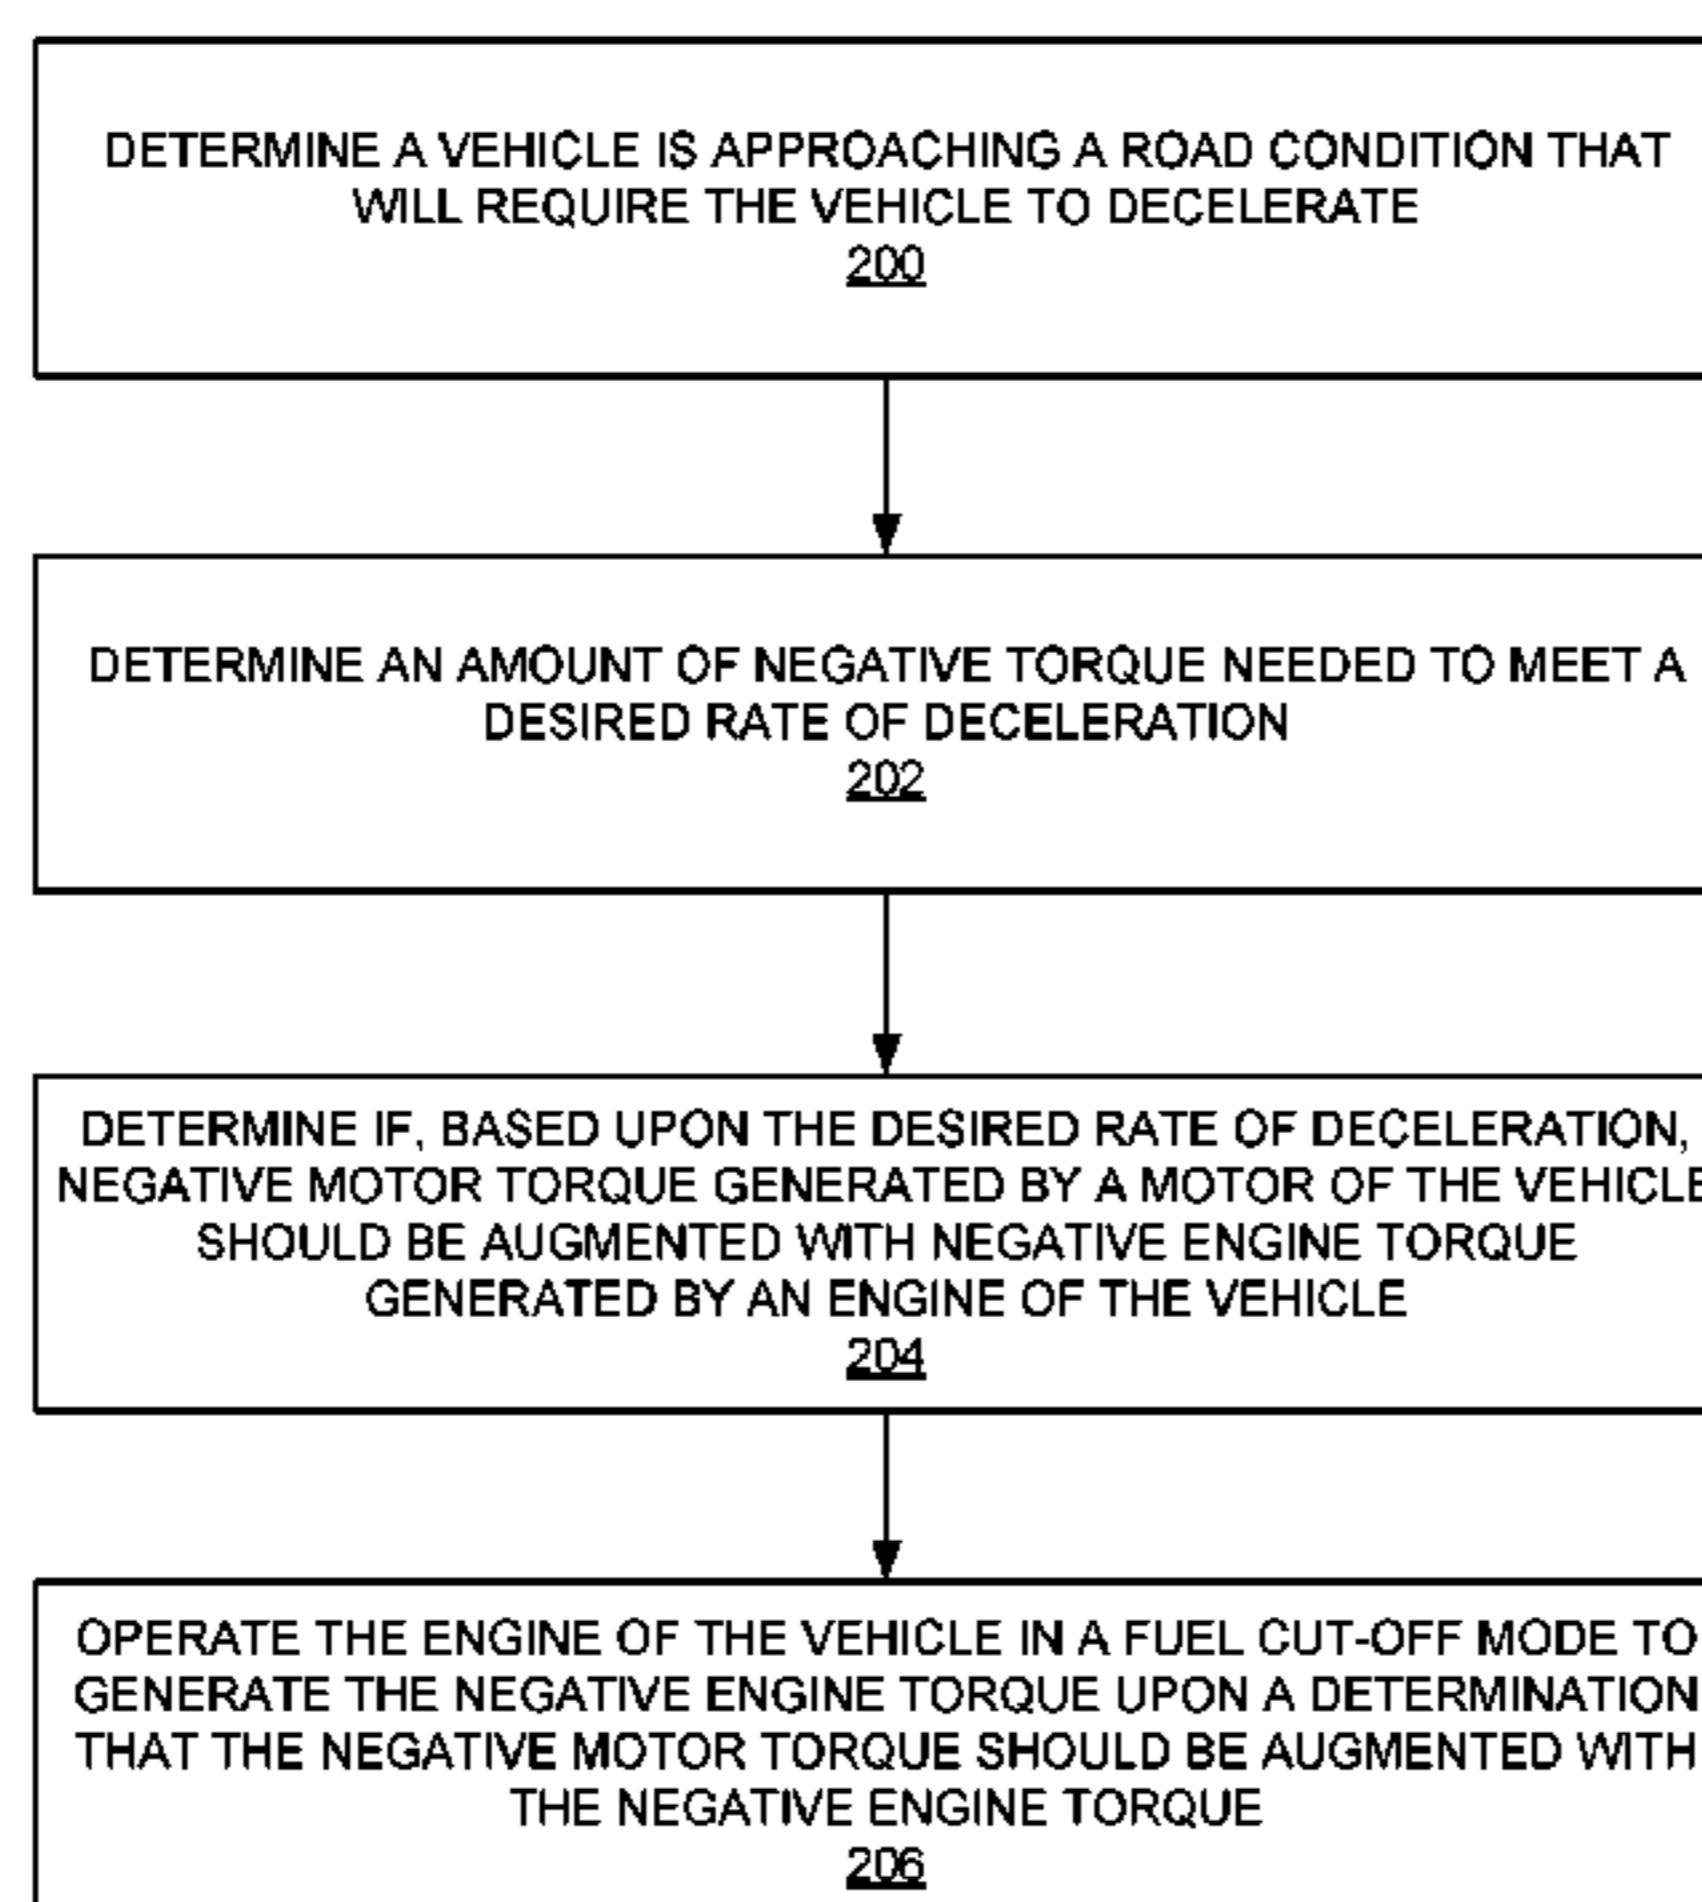 DETERMINE A VEHICLE IS APPROACHING A ROAD CONDITION THAT
WILL REQUIRE THE VEHICLE TO DECELERATE
200
DETERMINE AN AMOUNT OF NEGATIVE TORQUE NEEDED TO MEET A
DESIRED RATE OF DECELERATION
202
DETERMINE IF, BASED UPON THE DESIRED RATE OF DECELERATION,
NEGATIVE MOTOR TORQUE GENERATED BY A MOTOR OF THE VEHICLE
SHOULD BE AUGMENTED WITH NEGATIVE ENGINE TORQUE
GENERATED BY AN ENGINE OF THE VEHICLE
204
OPERATE THE ENGINE OF THE VEHICLE IN A FUEL CUT-OFF MODE TO
GENERATE THE NEGATIVE ENGINE TORQUE UPON A DETERMINATION
THAT THE NEGATIVE MOTOR TORQUE SHOULD BE AUGMENTED WITH
THE NEGATIVE ENGINE TORQUE
206